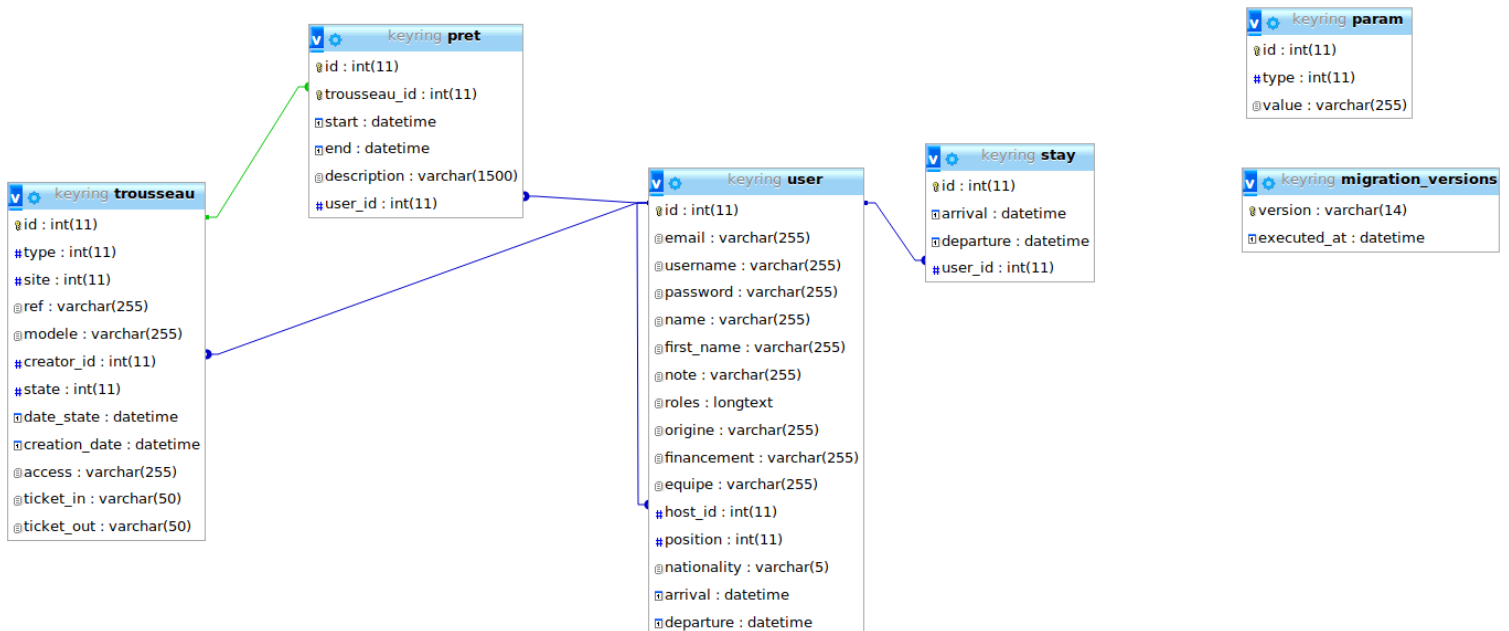 keyring trousseau
id : int(11)
type : int(11)
site : int(11)
ref : varchar(255)
modele : varchar(255)
creator_id : int(11)
state : int(11)
date_state : datetime
creation_date : datetime
access : varchar(255)
ticket_in : varchar(50)
ticket_out : varchar(50)
keyring pret
id : int(11)
trousseau_id : int(11)
start : datetime
end : datetime
description : varchar(1500)
user_id : int(11)
keyring user
id : int(11)
email : varchar(255)
username : varchar(255)
password : varchar(255)
name : varchar(255)
first_name : varchar(255)
note : varchar(255)
roles : longtext
origine : varchar(255)
financement : varchar(255)
equipe : varchar(255)
host_id : int(11)
position : int(11)
nationality : varchar(5)
arrival : datetime
departure : datetime
keyring stay
id : int(11)
arrival : datetime
departure : datetime
user_id : int(11)
keyring param
id : int(11)
type : int(11)
value : varchar(255)
keyring migration_versions
version : varchar(14)
executed_at : datetime